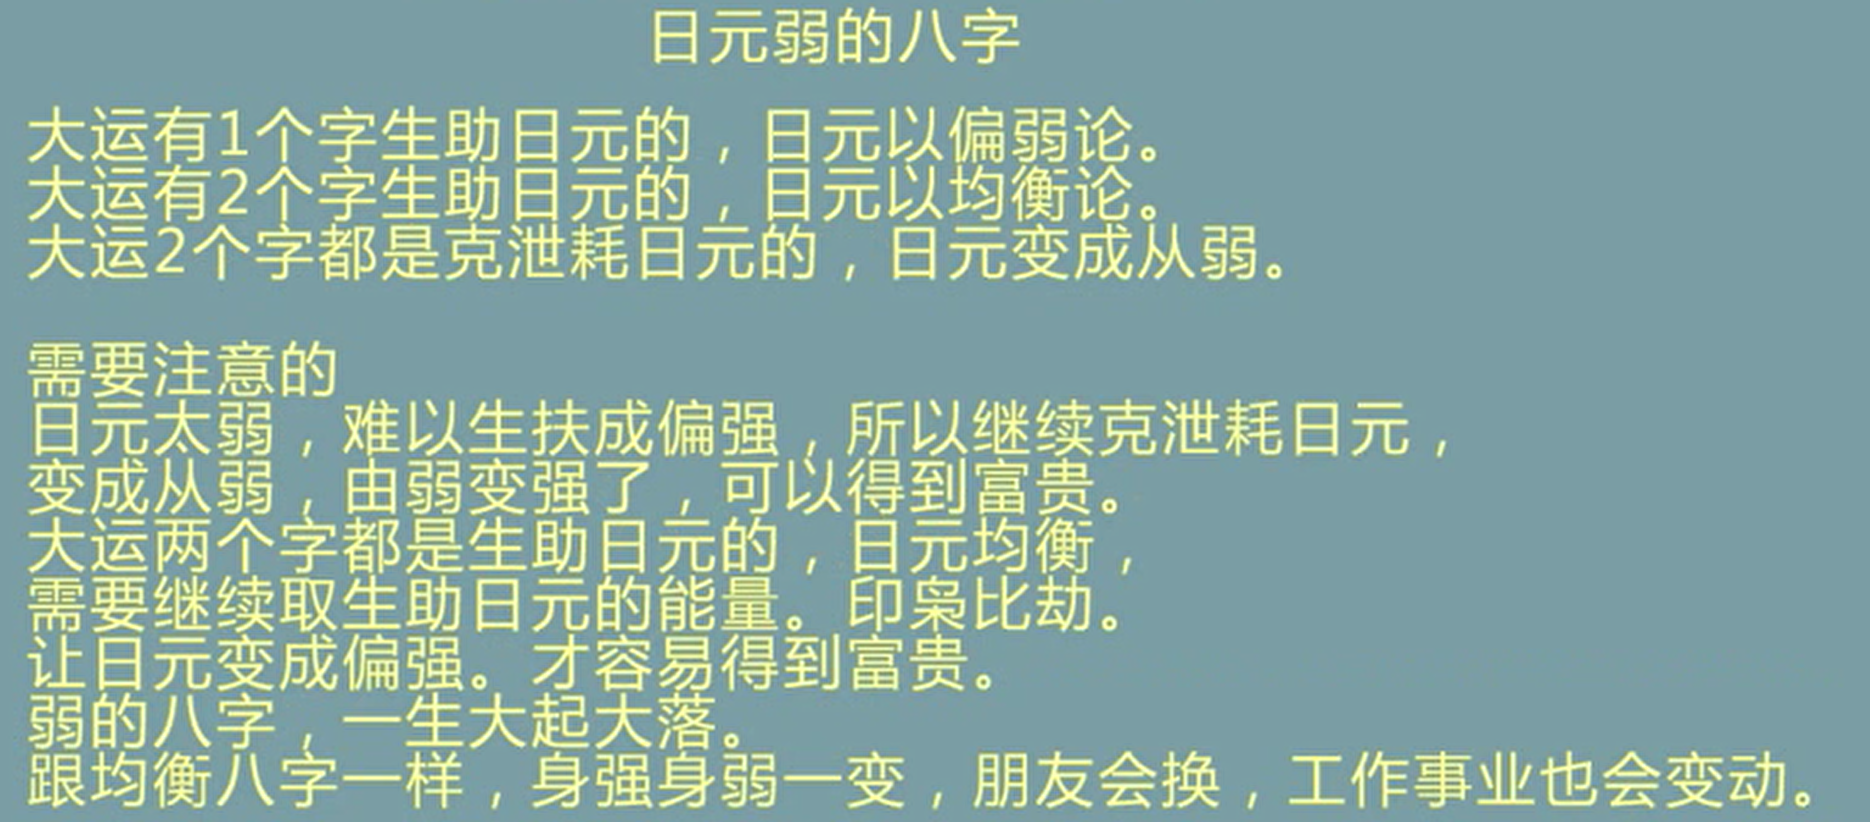 日元弱的八字
大运有1个字生助日元的，日元以偏弱论。
大运有2个字生助日元的，日元以均衡论。
大运2个字都是克泄耗日元的，日元变成从弱。
需要注意的
日元太弱，难以生扶成偏强，所以继续克泄耗日元，
变成从弱，由弱变强了，可以得到富贵。
大运两个字都是生助日元的，日元均衡，
需要继续取生助日元的能量。印枭比劫。
让日元变成偏强。才容易得到富贵。
弱的八字，一生大起大落。
跟均衡八字一样，身强身弱一变，朋友会换，工作事业也会变动。